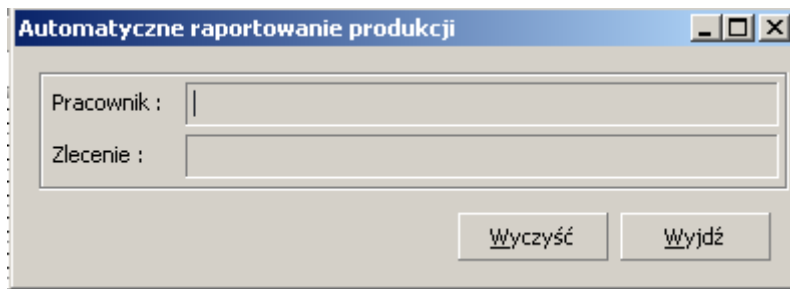 Automatyczne raportowanie produkcji
Pracownik :
Zlecenie :
Wyczyść Wyjdź